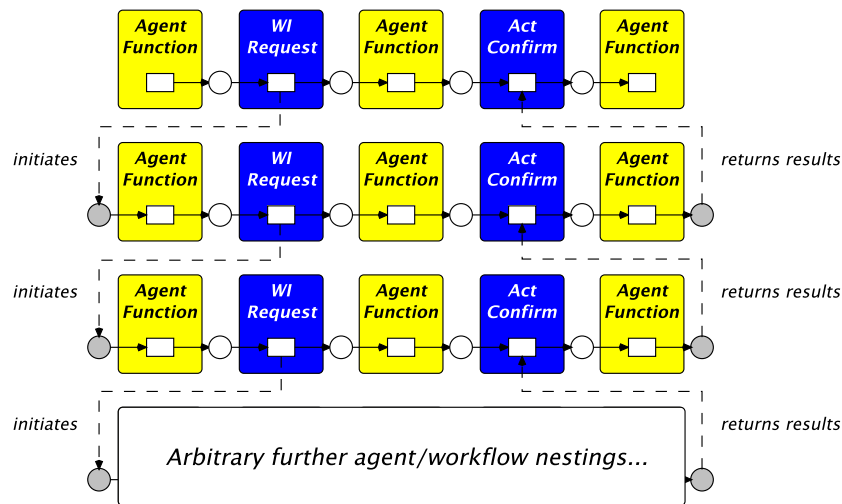 Agent
Function
WI
Request
Agent
Function
Act
Confirm
Agent
Function
initiates
Agent
Function
WI
Request
Agent
Function
Act
Confirm
Agent
Function
returns results
initiates
Agent
Function
WI
Request
Agent
Function
Act
Confirm
Agent
Function
returns results
initiates
Arbitrary further agent/workflow nestings...
returns results